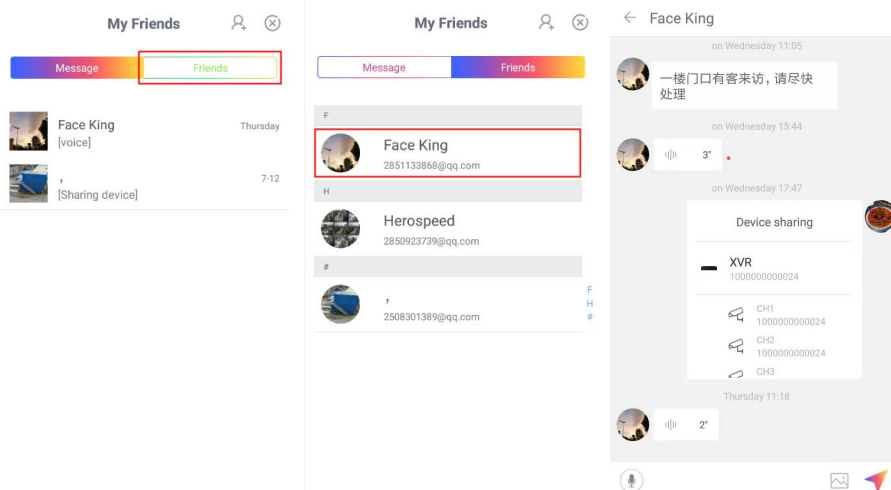 My Friends
Message
Friends
Face King
Thursday
[voice]
,
7-12
[Sharing device]
My Friends
Message
Friends
F
Face King
2851133868@qq.com
H
Herospeed
2850923739@qq.com
#
,
2508301389@qq.com
F
H
#
Face King
on Wednesday 11:05
一楼门口有客来访，请尽快
处理
on Wednesday 15:44
3"
on Wednesday 17:47
Device sharing
XVR
1000000000024
CH1
1000000000024
CH2
1000000000024
CH3
Thursday 11:18
2"